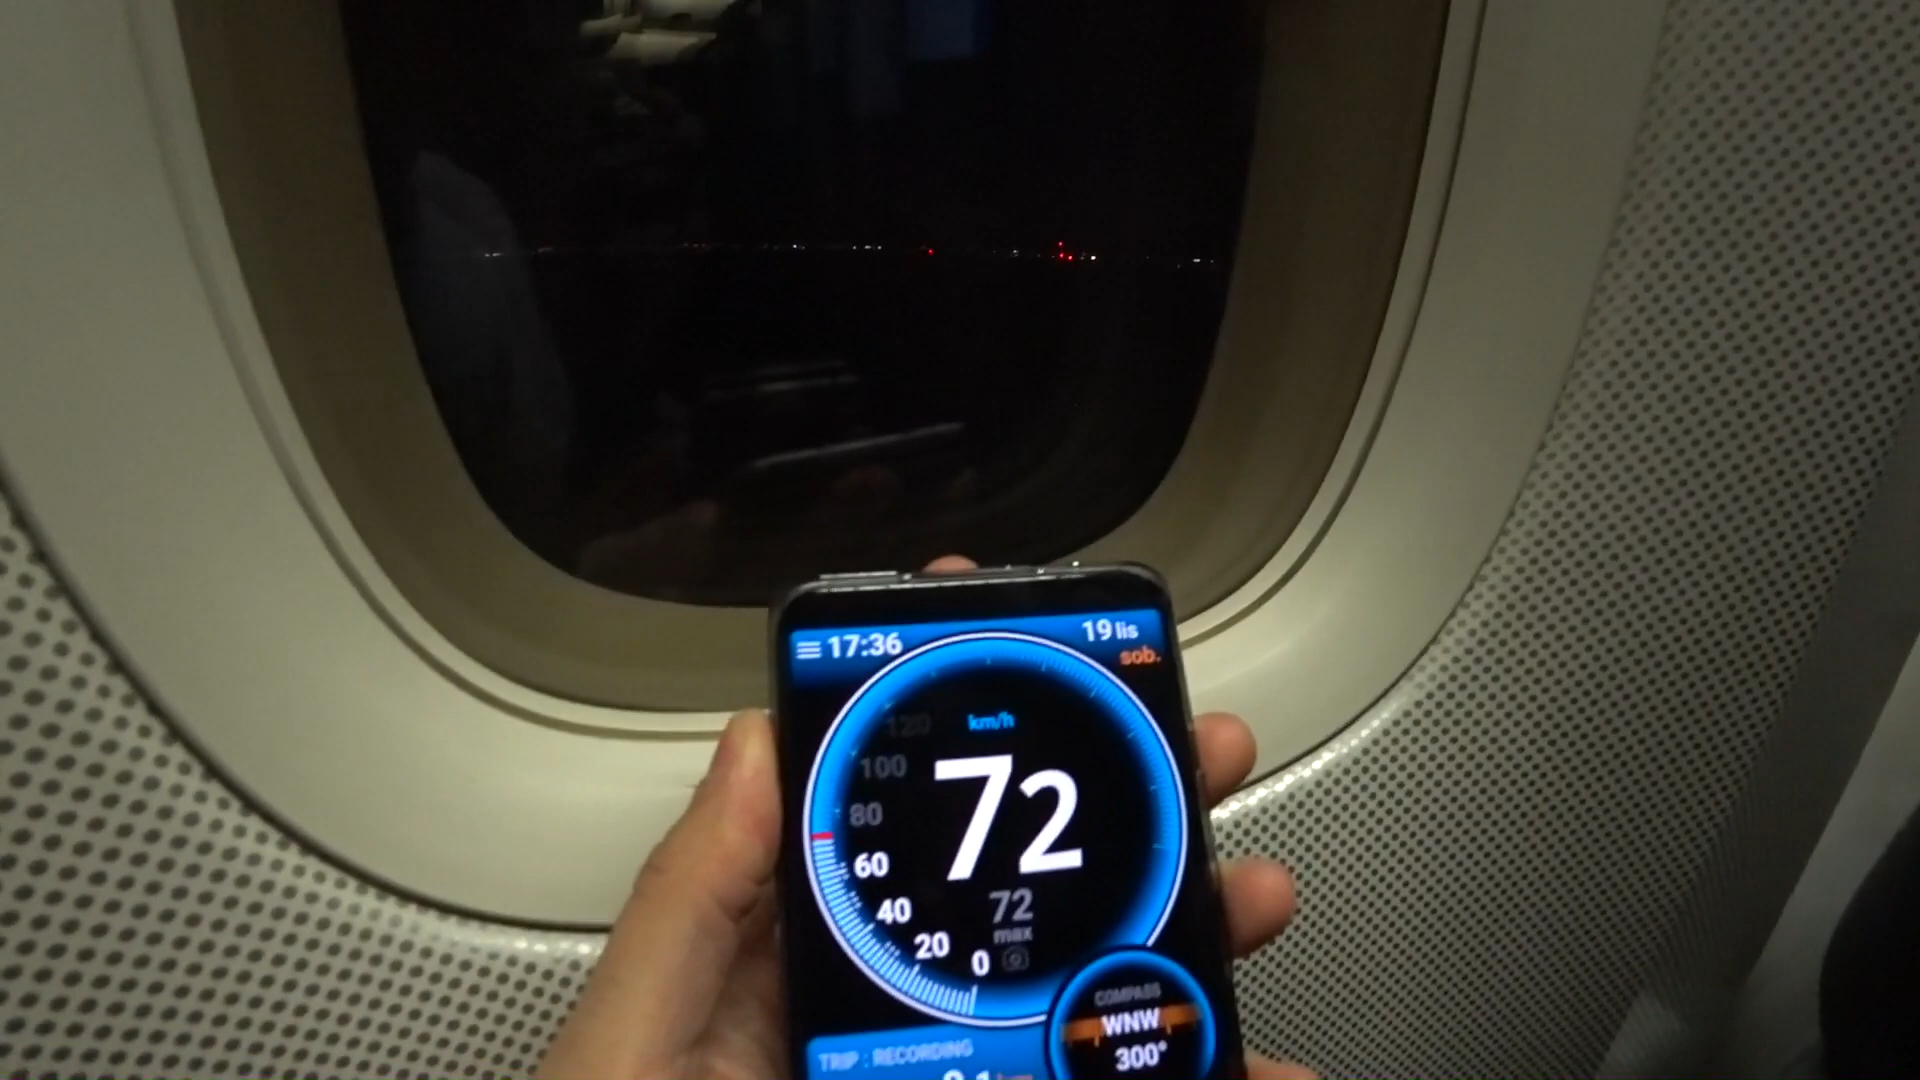 17:36
19 lis
sob.
km/h
120
100
80
60
40
20
0
72
72
max
COMPASS
WNW
300°
TRIP : RECORDING